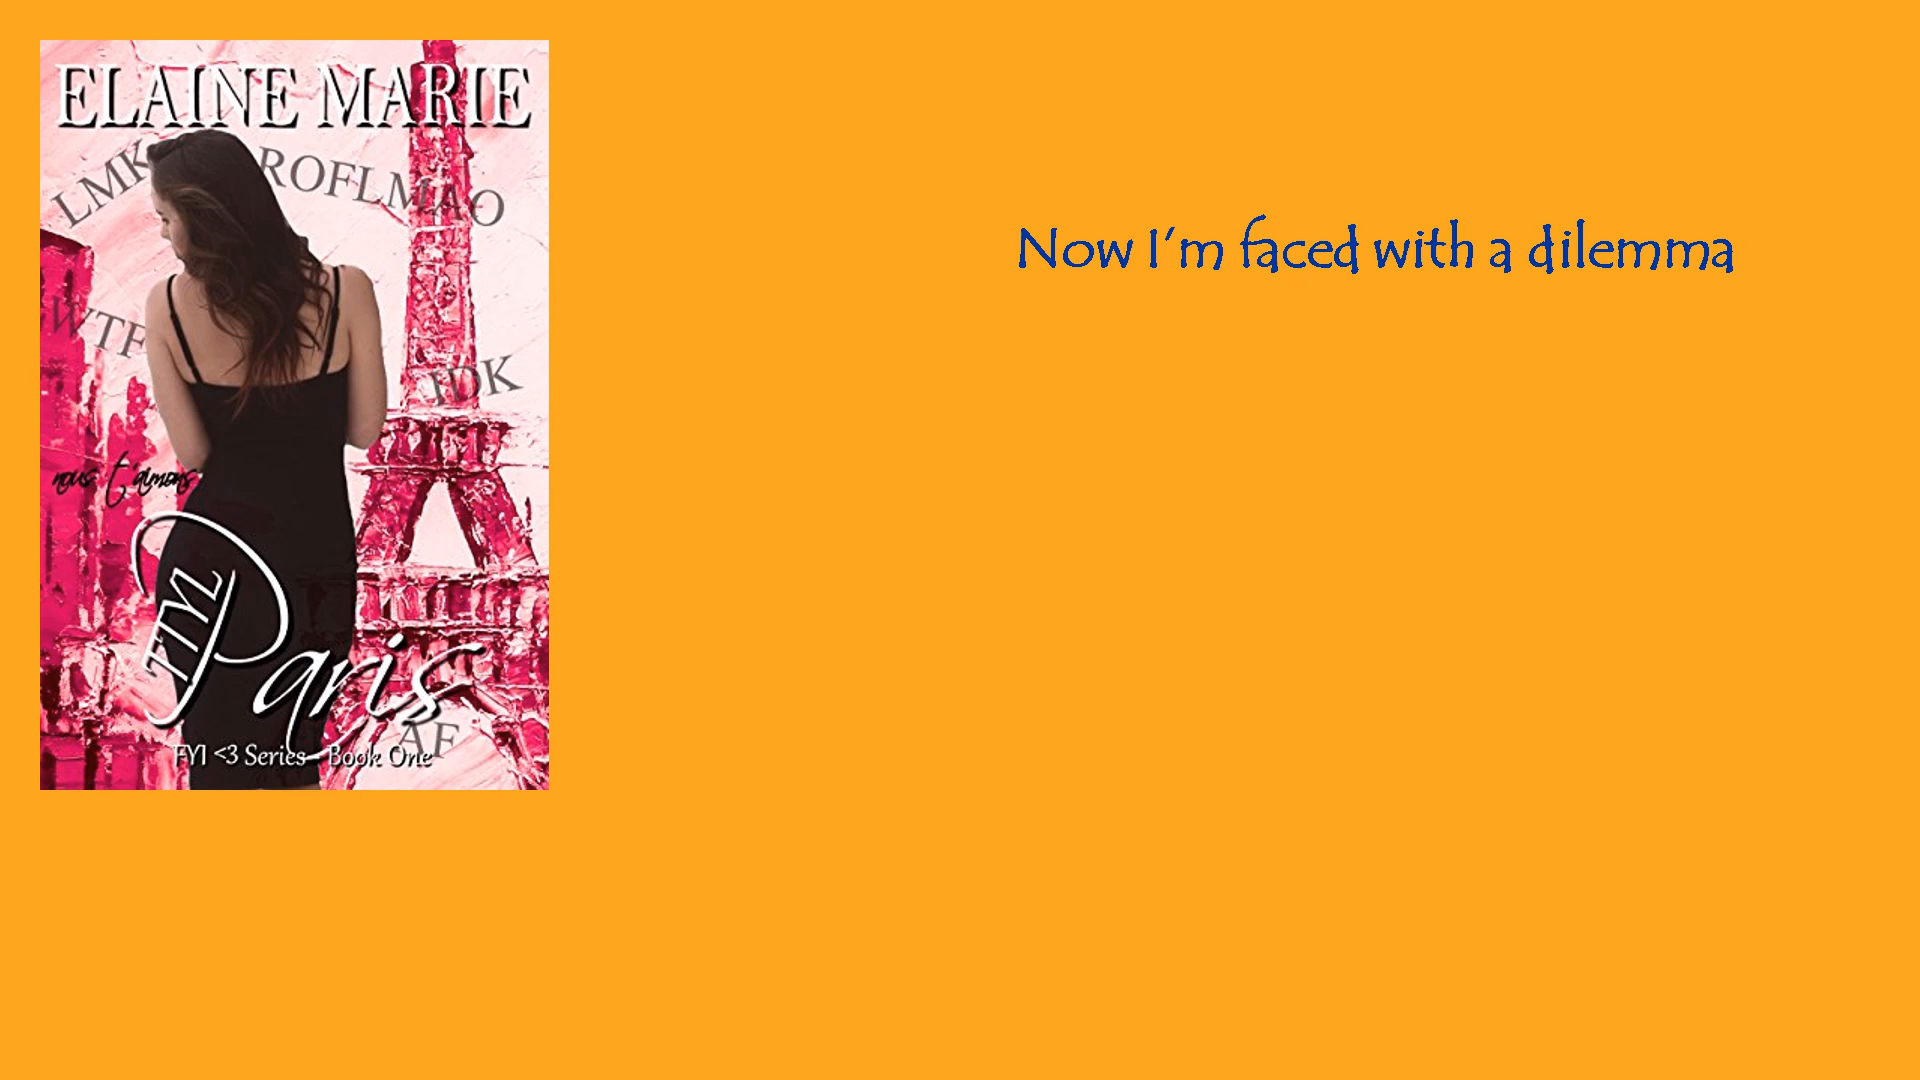 ELAINE MARIE
LMK
ROFLMAO
WTF
IDK
nous t'aimons
TTYL
Paris
AF
FYI <3 Series - Book One
Now I'm faced with a dilemma